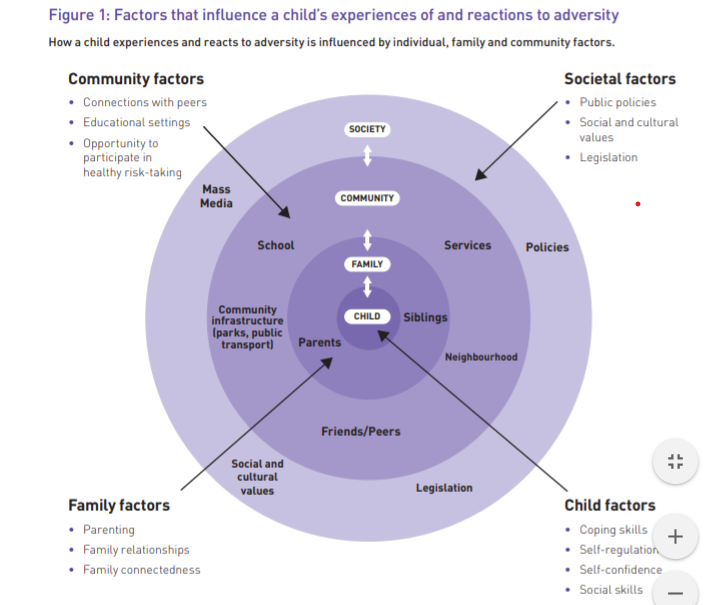 Figure 1: Factors that influence a child's experiences of and reactions to adversity
How a child experiences and reacts to adversity is influenced by individual, family and community factors.
Community factors
• Connections with peers
• Educational settings
• Opportunity to
participate in
healthy risk-taking
Societal factors
• Public policies
• Social and cultural
values
• Legislation
SOCIETY
Mass
Media
COMMUNITY
School
Services
Policies
FAMILY
Community
infrastructure
(parks, public
transport)
CHILD
Siblings
Parents
Neighbourhood
Friends/Peers
Social and
cultural
values
Legislation
Family factors
• Parenting
• Family relationships
• Family connectedness
Child factors
• Coping skills
• Self-regulation
• Self-confidence
• Social skills